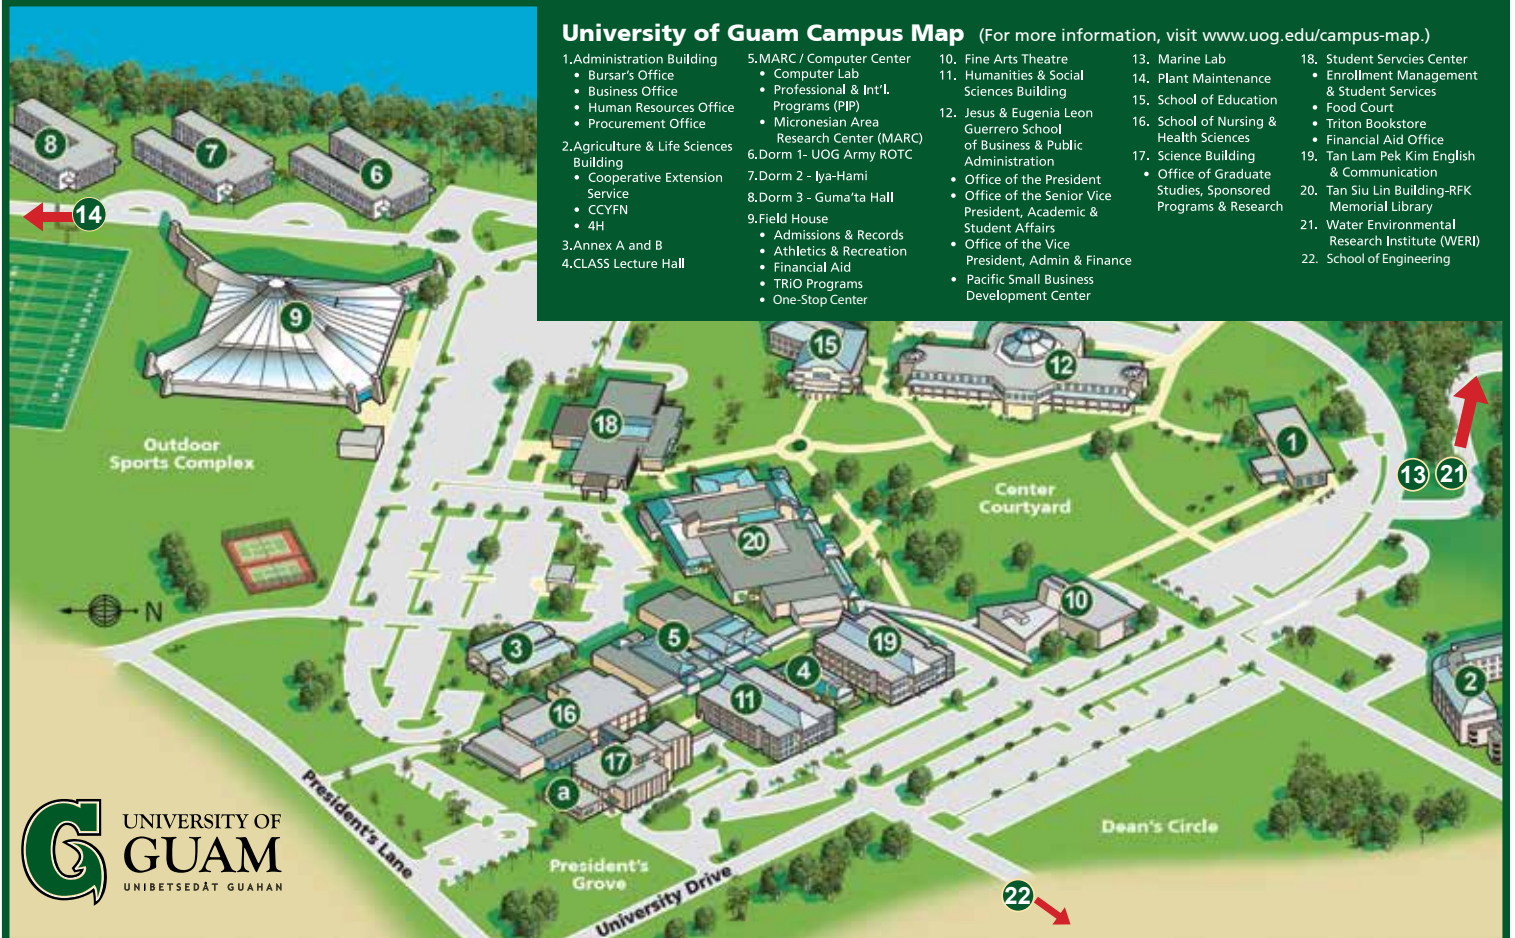 University of Guam Campus Map (For more information, visit www.uog.edu/campus-map.)
1.Administration Building
• Bursar's Office
• Business Office
• Human Resources Office
• Procurement Office
2.Agriculture & Life Sciences
Building
• Cooperative Extension
Service
• CCYFN
• 4H
3.Annex A and B
4.CLASS Lecture Hall
5.MARC / Computer Center
• Computer Lab
• Professional & Int'l.
Programs (PIP)
• Micronesian Area
Research Center (MARC)
6.Dorm 1- UOG Army ROTC
7.Dorm 2 - Iya-Hami
8.Dorm 3 - Guma'ta Hall
9.Field House
• Admissions & Records
• Athletics & Recreation
• Financial Aid
• TRiO Programs
• One-Stop Center
10. Fine Arts Theatre
11. Humanities & Social
Sciences Building
12. Jesus & Eugenia Leon
Guerrero School
of Business & Public
Administration
• Office of the President
• Office of the Senior Vice
President, Academic &
Student Affairs
• Office of the Vice
President, Admin & Finance
• Pacific Small Business
Development Center
13. Marine Lab
14. Plant Maintenance
15. School of Education
16. School of Nursing &
Health Sciences
17. Science Building
• Office of Graduate
Studies, Sponsored
Programs & Research
18. Student Servcies Center
• Enrollment Management
& Student Services
• Food Court
• Triton Bookstore
• Financial Aid Office
19. Tan Lam Pek Kim English
& Communication
20. Tan Siu Lin Building-RFK
Memorial Library
21. Water Environmental
Research Institute (WERI)
22. School of Engineering
8
7
6
14
9
15
12
18
1
Outdoor
Sports Complex
13
21
Center
Courtyard
20
N
10
3
5
19
4
2
11
16
17
a
President's Lane
UNIVERSITY OF
GUAM
UNIBETSEDÅT GUAHAN
Dean's Circle
President's
Grove
University Drive
22